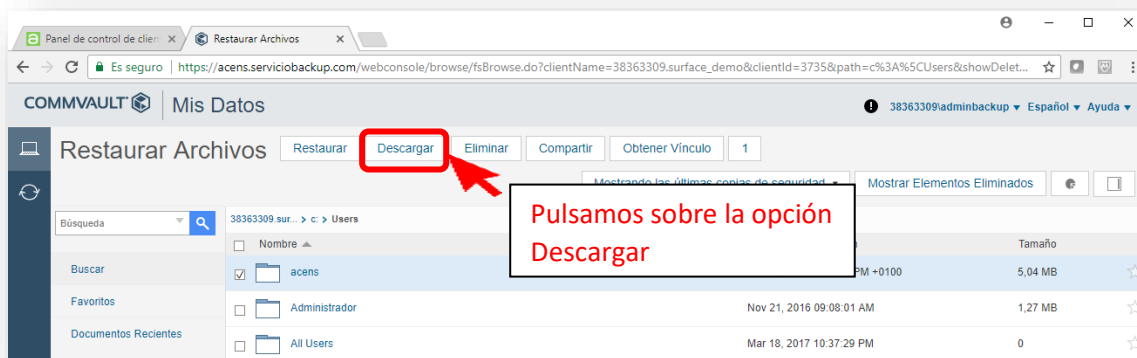 Panel de control de clien
Restaurar Archivos
Es seguro
https://acens.serviciobackup.com/webconsole/browse/fsBrowse.do?clientName=38363309.surface_demo&clientId=3735&path=c%3A%5CUsers&showDelet...
COMMVAULT
Mis Datos
38363309\adminbackup
Español
Ayuda
Restaurar Archivos
Restaurar
Descargar
Eliminar
Compartir
Obtener Vínculo
1
Mostrando las últimas copias de seguridad
Mostrar Elementos Eliminados
Pulsamos sobre la opción
Descargar
Búsqueda
38363309.sur... > c: > Users
Nombre
Tamaño
Buscar
acens
PM +0100
5,04 MB
Favoritos
Administrador
Nov 21, 2016 09:08:01 AM
1,27 MB
Documentos Recientes
All Users
Mar 18, 2017 10:37:29 PM
0